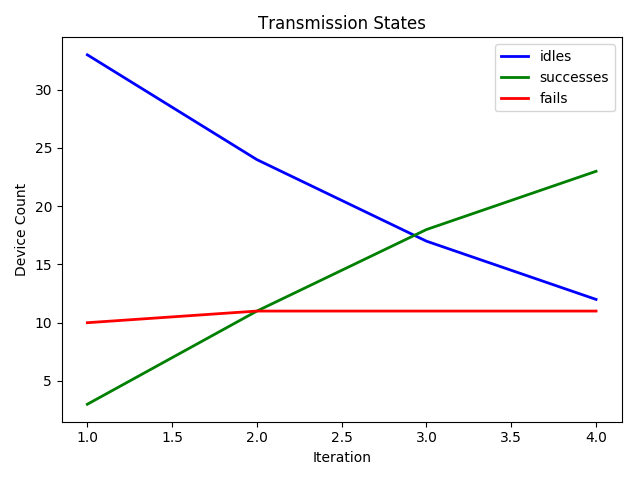 Transmission States
idles
successes
fails
Device Count
30
25
20
15
10
5
1.0 1.5 2.0 2.5 3.0 3.5 4.0
Iteration